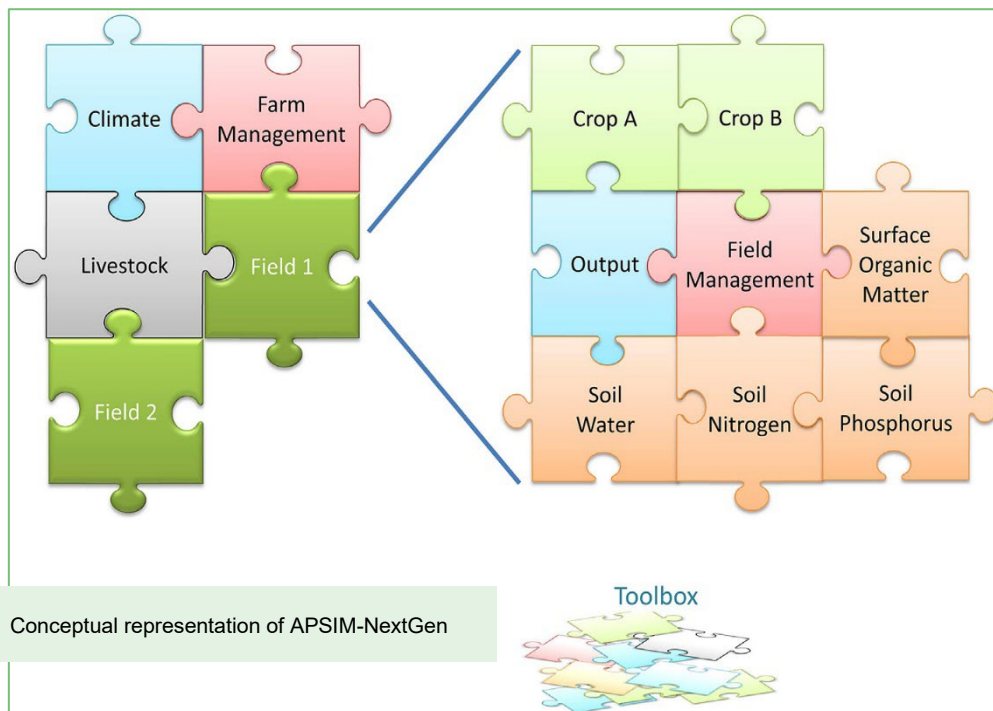 Climate
Farm
Management
Livestock
Field 1
Field 2
Crop A
Crop B
Output
Field
Management
Surface
Organic
Matter
Soil
Water
Soil
Nitrogen
Soil
Phosphorus
Conceptual representation of APSIM-NextGen
Toolbox